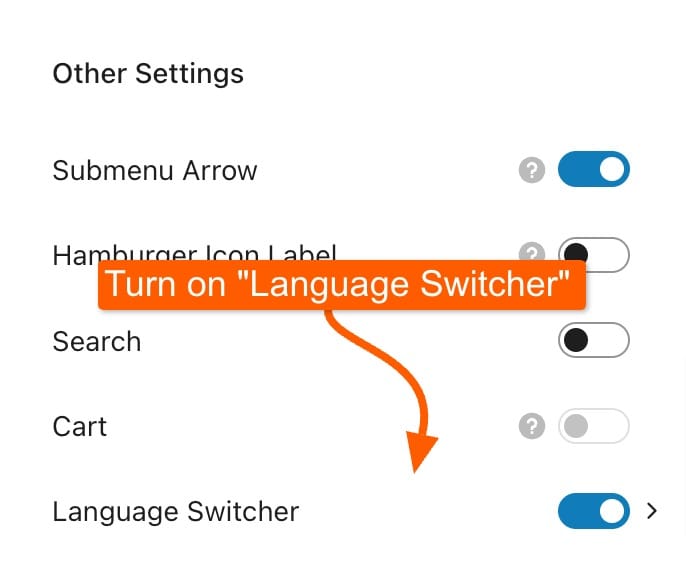 Other Settings
Submenu Arrow
?
Hamburger Icon Label
?
Turn on "Language Switcher"
Search
Cart
?
Language Switcher